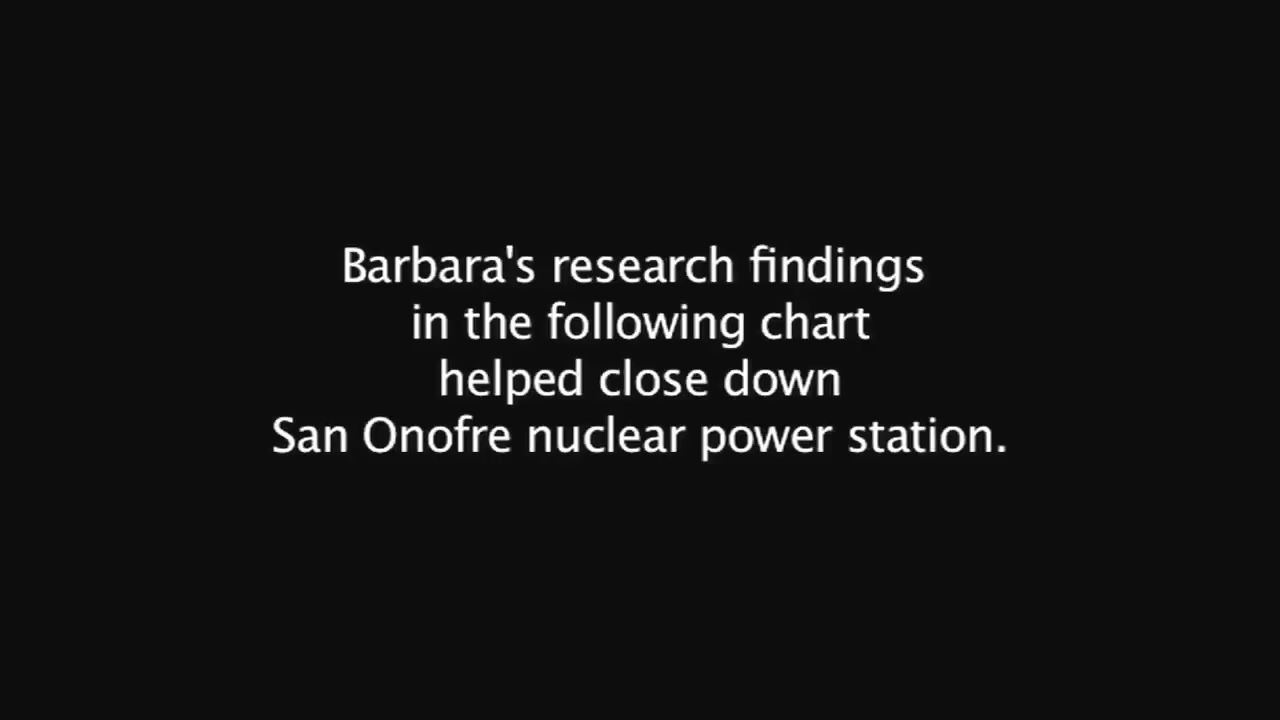 Barbara's research findings
in the following chart
helped close down
San Onofre nuclear power station.